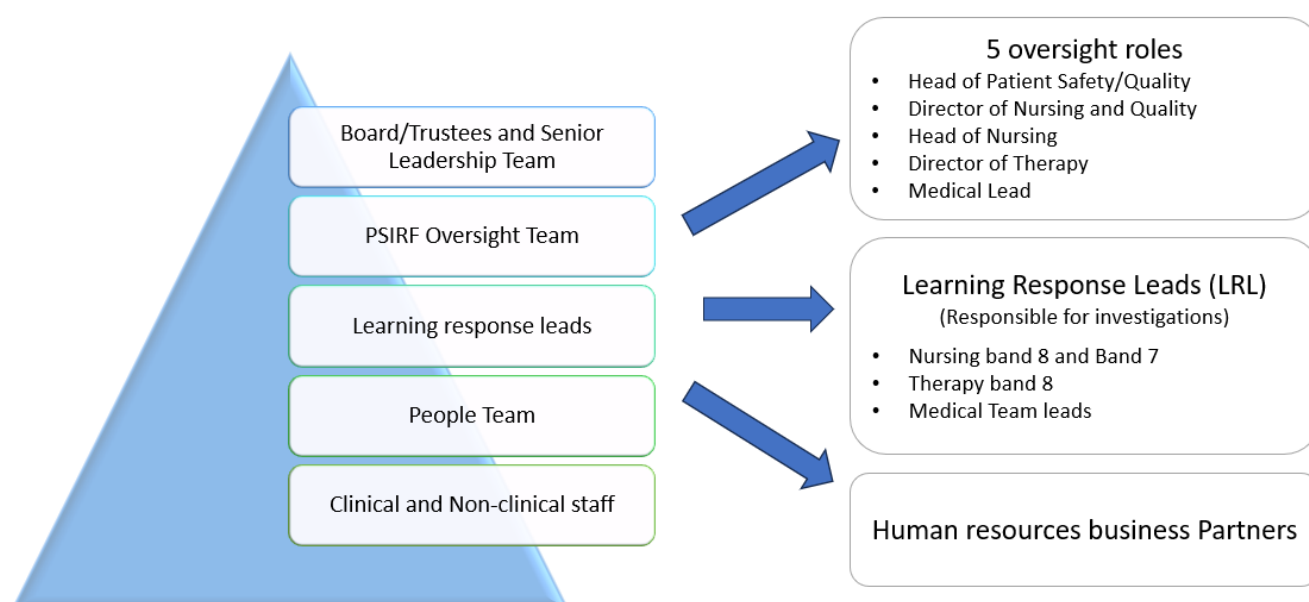 Board/Trustees and Senior
Leadership Team
PSIRF Oversight Team
Learning response leads
People Team
Clinical and Non-clinical staff
5 oversight roles
• Head of Patient Safety/Quality
• Director of Nursing and Quality
• Head of Nursing
• Director of Therapy
• Medical Lead
Learning Response Leads (LRL)
(Responsible for investigations)
• Nursing band 8 and Band 7
• Therapy band 8
• Medical Team leads
Human resources business Partners